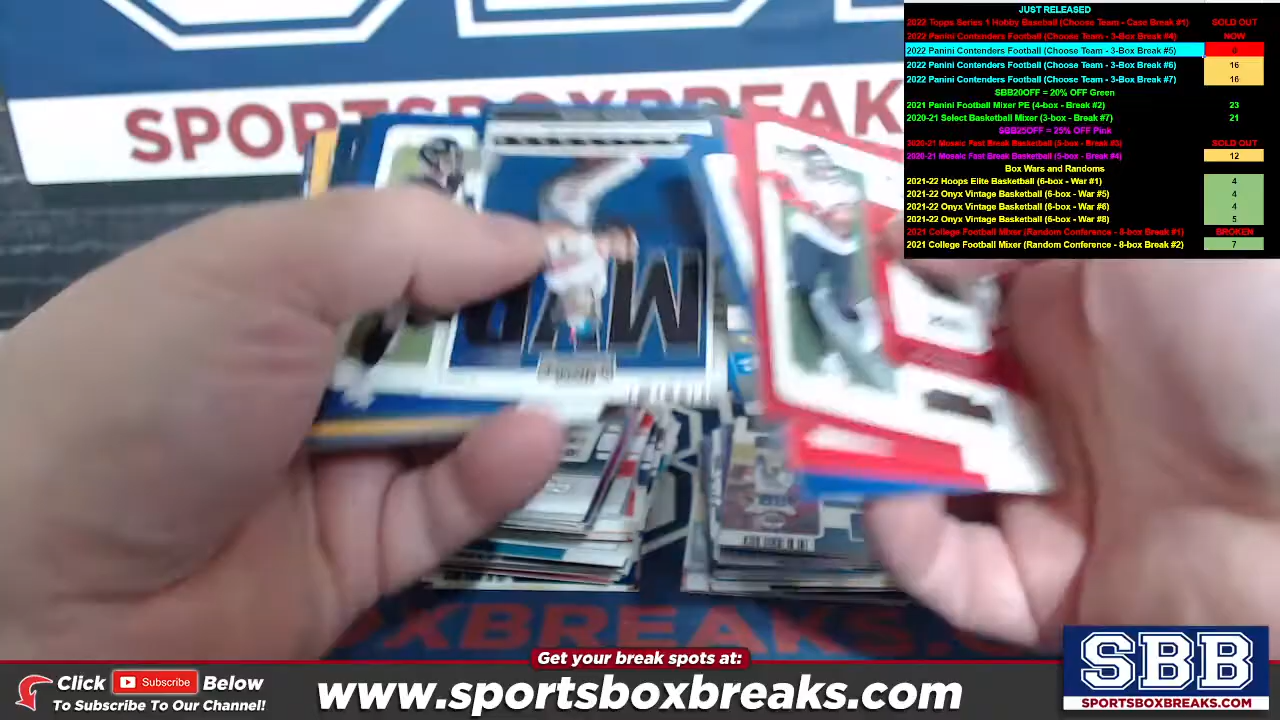 JUST RELEASED
2022 Topps Series 1 Hobby Baseball (Choose Team - Case Break #1) SOLD OUT
2022 Panini Contenders Football (Choose Team - 3-Box Break #4) NOW
2022 Panini Contenders Football (Choose Team - 3-Box Break #5)
2022 Panini Contenders Football (Choose Team - 3-Box Break #6) 16
2022 Panini Contenders Football (Choose Team - 3-Box Break #7) 16
SBB20OFF = 20% OFF Green
2021 Panini Football Mixer PE (4-box - Break #2) 23
2020-21 Select Basketball Mixer (3-box - Break #7) 21
SBB25OFF = 25% OFF Pink
2020-21 Mosaic Fast Break Basketball (5-box - Break #3) SOLD OUT
2020-21 Mosaic Fast Break Basketball (5-box - Break #4) 12
Box Wars and Randoms
2021-22 Hoops Elite Basketball (6-box - War #1) 4
2021-22 Onyx Vintage Basketball (6-box - War #5) 4
2021-22 Onyx Vintage Basketball (6-box - War #6) 4
2021-22 Onyx Vintage Basketball (6-box - War #8) 5
2021 College Football Mixer (Random Conference - 8-box Break #1) BROKEN
2021 College Football Mixer (Random Conference - 8-box Break #2) 7
SPORTSBOXBREAKS
MVP
OXBREAKS.COM
Get your break spots at:
Click Subscribe Below
To Subscribe To Our Channel!
www.sportsboxbreaks.com
SBB
SPORTSBOXBREAKS.COM